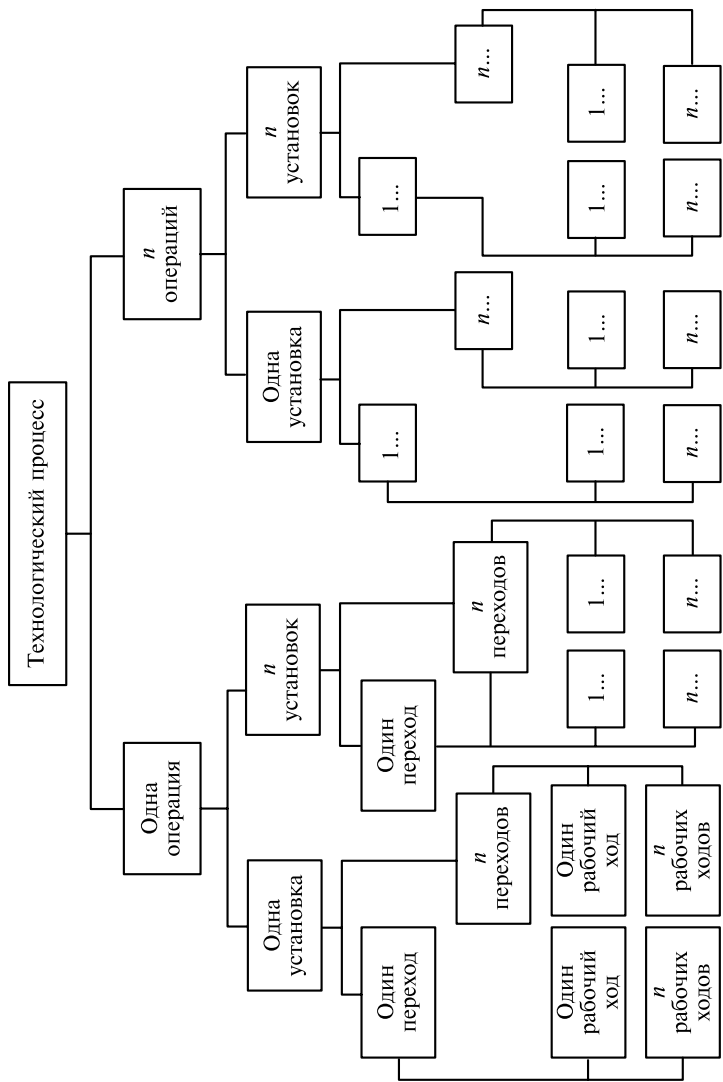 Технологический процесс
Одна
операция
n
операций
Одна
установка
n
установок
Одна
установка
n
установок
Один
переход
Один
переход
1...
1...
n
переходов
n
переходов
n...
n...
Один
рабочий
ход
Один
рабочий
ход
1...
1...
1...
1...
1...
1...
n
рабочих
ходов
n
рабочих
ходов
n...
n...
n...
n...
n...
n...